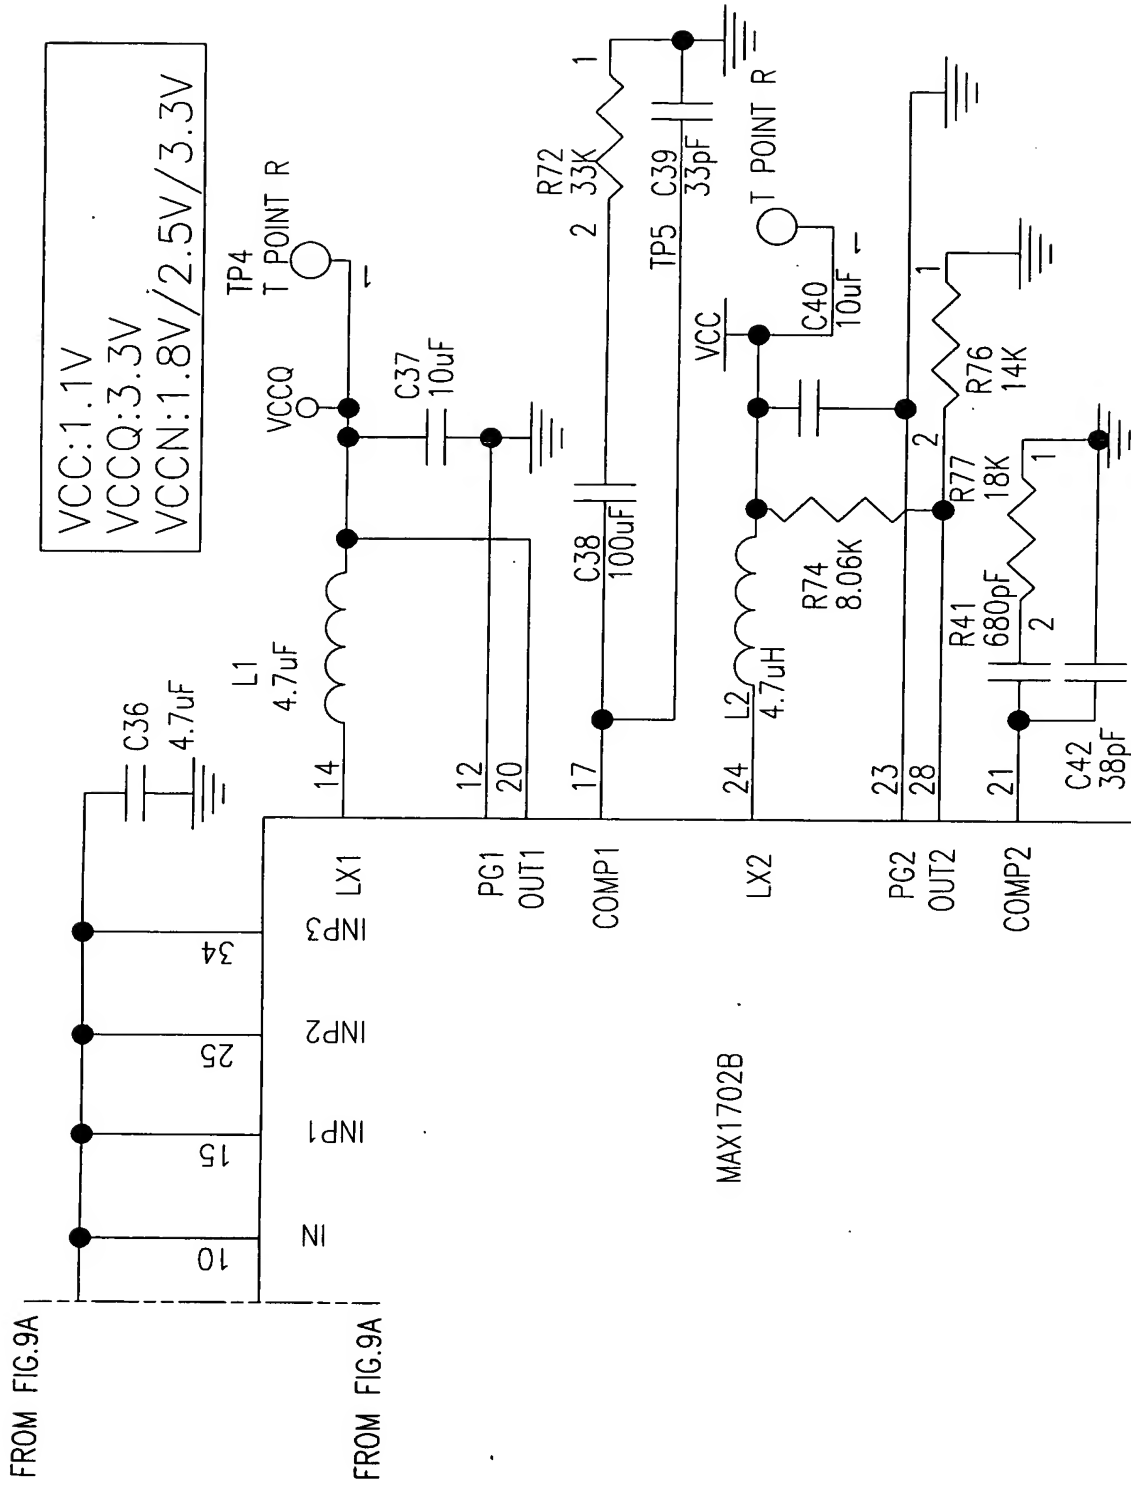 VCC:1.1V
VCCQ:3.3V
VCCN:1.8V/2.5V/3.3V
FROM FIG.9A
FROM FIG.9A
C36
4.7uF
10
15
25
34
IN
INP1
INP2
INP3
MAX1702B
LX1
14
L1
4.7uF
VCCQ
TP4
T POINT R
1
C37
10uF
PG1
12
OUT1
20
COMP1
17
C38
100uF
2
R72
33K
1
TP5
C39
33pF
LX2
24
L2
4.7uH
VCC
T POINT R
1
C40
10uF
R74
8.06K
PG2
23
OUT2
28
2
R76
14K
1
COMP2
21
R41
680pF
2
R77
18K
1
C42
38pF